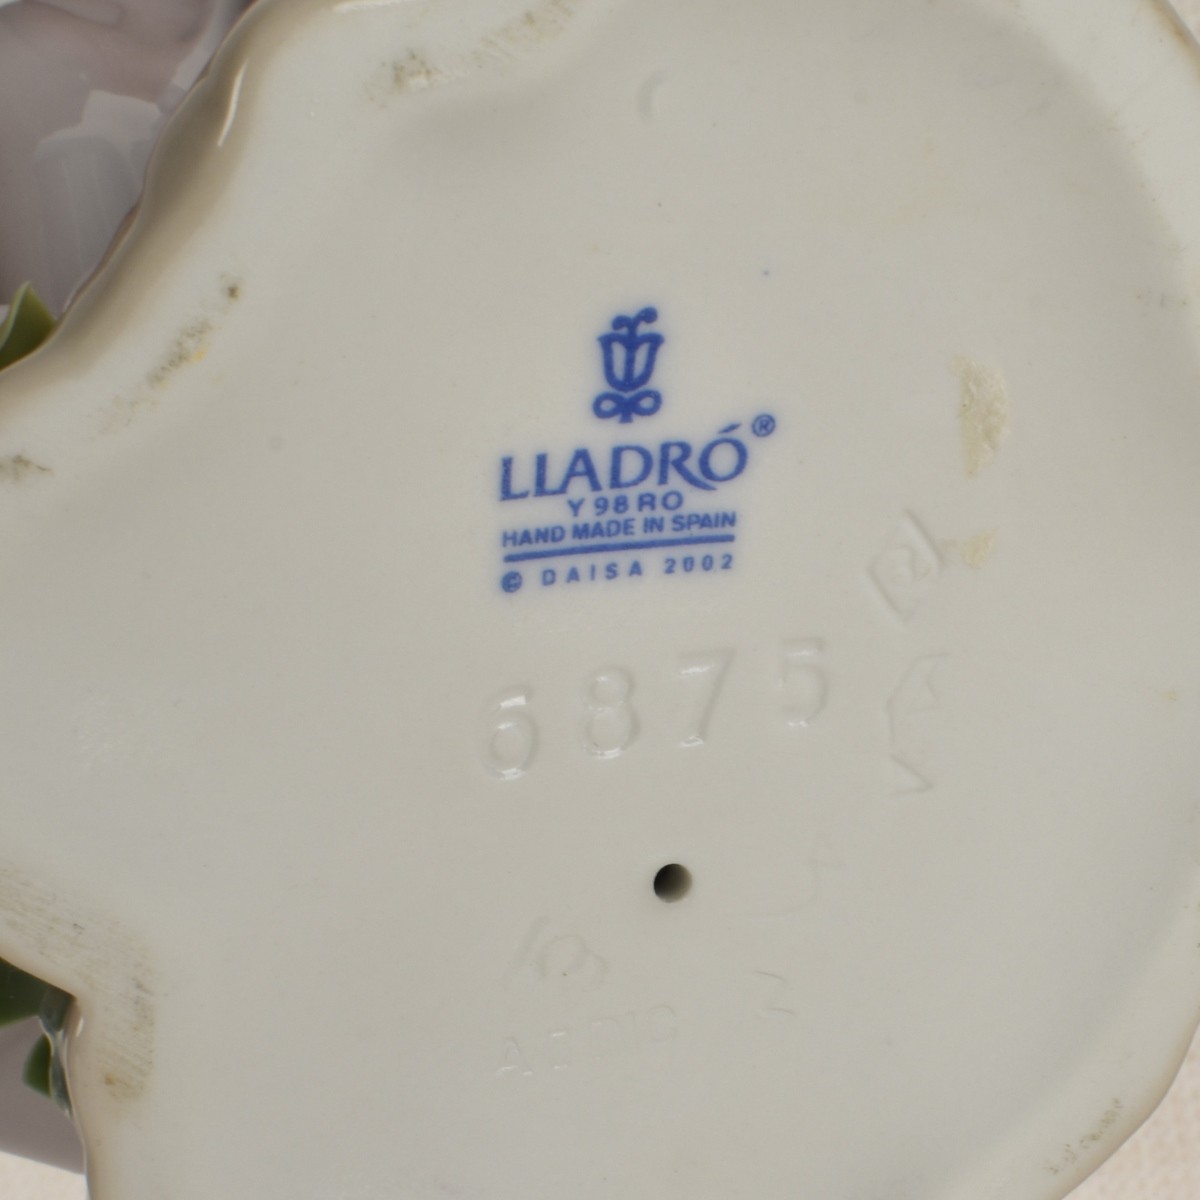 LLADRÓ®
Y98RO
HAND MADE IN SPAIN
© DAISA 2002
6875